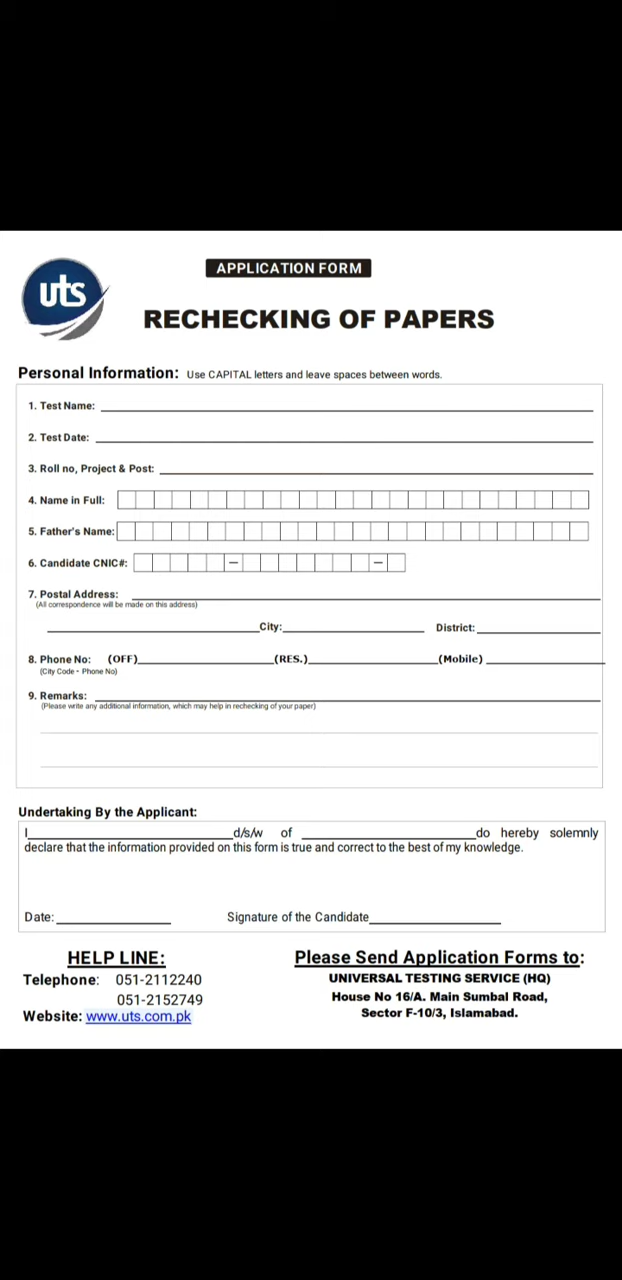 uts
APPLICATION FORM
RECHECKING OF PAPERS
Personal Information: Use CAPITAL letters and leave spaces between words.
1. Test Name:
2. Test Date:
3. Roll no, Project & Post:
4. Name in Full:
5. Father's Name:
6. Candidate CNIC#: – –
7. Postal Address:
(All correspondence will be made on this address)
City: District:
8. Phone No: (OFF) (RES.) (Mobile)
(City Code - Phone No)
9. Remarks:
(Please write any additional information, which may help in rechecking of your paper)
Undertaking By the Applicant:
I d/s/w of do hereby solemnly
declare that the information provided on this form is true and correct to the best of my knowledge.
Date: Signature of the Candidate
HELP LINE:
Telephone: 051-2112240
051-2152749
Website: www.uts.com.pk
Please Send Application Forms to:
UNIVERSAL TESTING SERVICE (HQ)
House No 16/A. Main Sumbal Road,
Sector F-10/3, Islamabad.